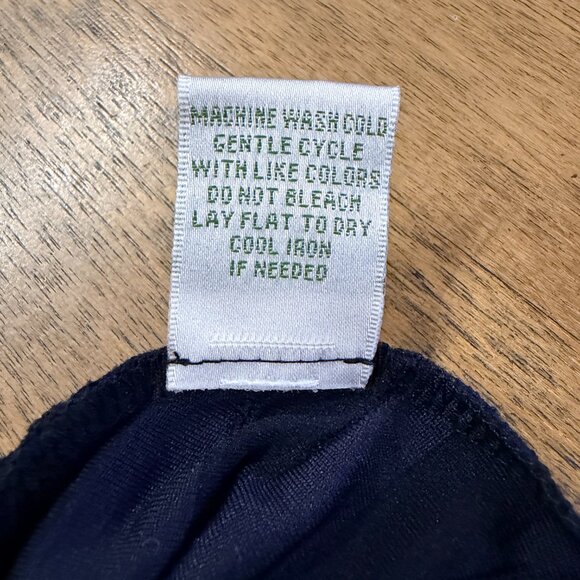 MACHINE WASH COLD
GENTLE CYCLE
WITH LIKE COLORS
DO NOT BLEACH
LAY FLAT TO DRY
COOL IRON
IF NEEDED